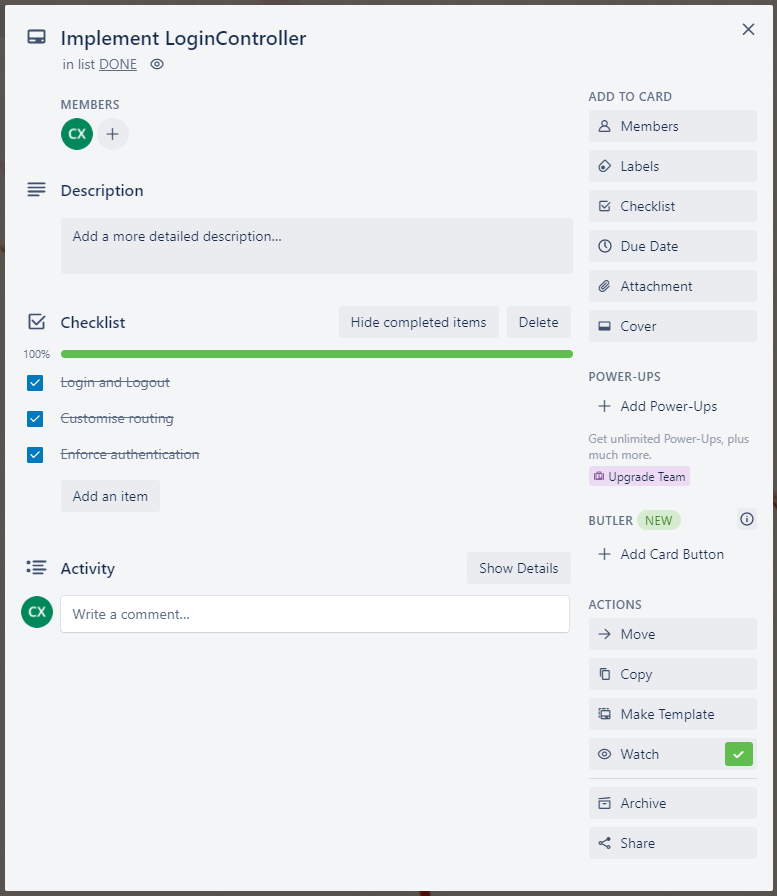 Implement LoginController
in list DONE
MEMBERS
CX
Description
Add a more detailed description...
Checklist
Hide completed items
Delete
100%
Login and Logout
Customise routing
Enforce authentication
Add an item
Activity
Show Details
CX
Write a comment...
ADD TO CARD
Members
Labels
Checklist
Due Date
Attachment
Cover
POWER-UPS
Add Power-Ups
Get unlimited Power-Ups, plus
much more.
Upgrade Team
BUTLER NEW
Add Card Button
ACTIONS
Move
Copy
Make Template
Watch
Archive
Share